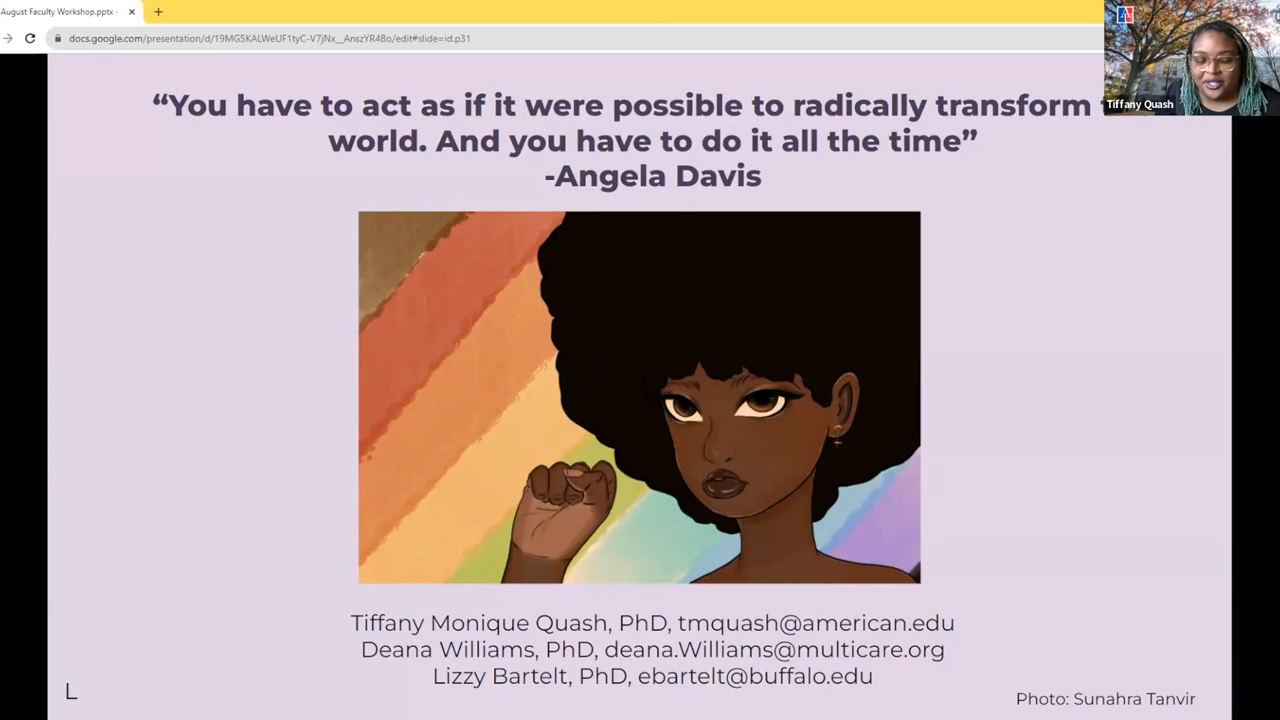 August Faculty Workshop.pptx -
docs.google.com/presentation/d/19MG5KALWeUF1tyC-V7jNx__AnszYR48o/edit#slide=id.p31
Tiffany Quash
“You have to act as if it were possible to radically transform
world. And you have to do it all the time”
-Angela Davis
Tiffany Monique Quash, PhD, tmquash@american.edu
Deana Williams, PhD, deana.Williams@multicare.org
Lizzy Bartelt, PhD, ebartelt@buffalo.edu
L
Photo: Sunahra Tanvir